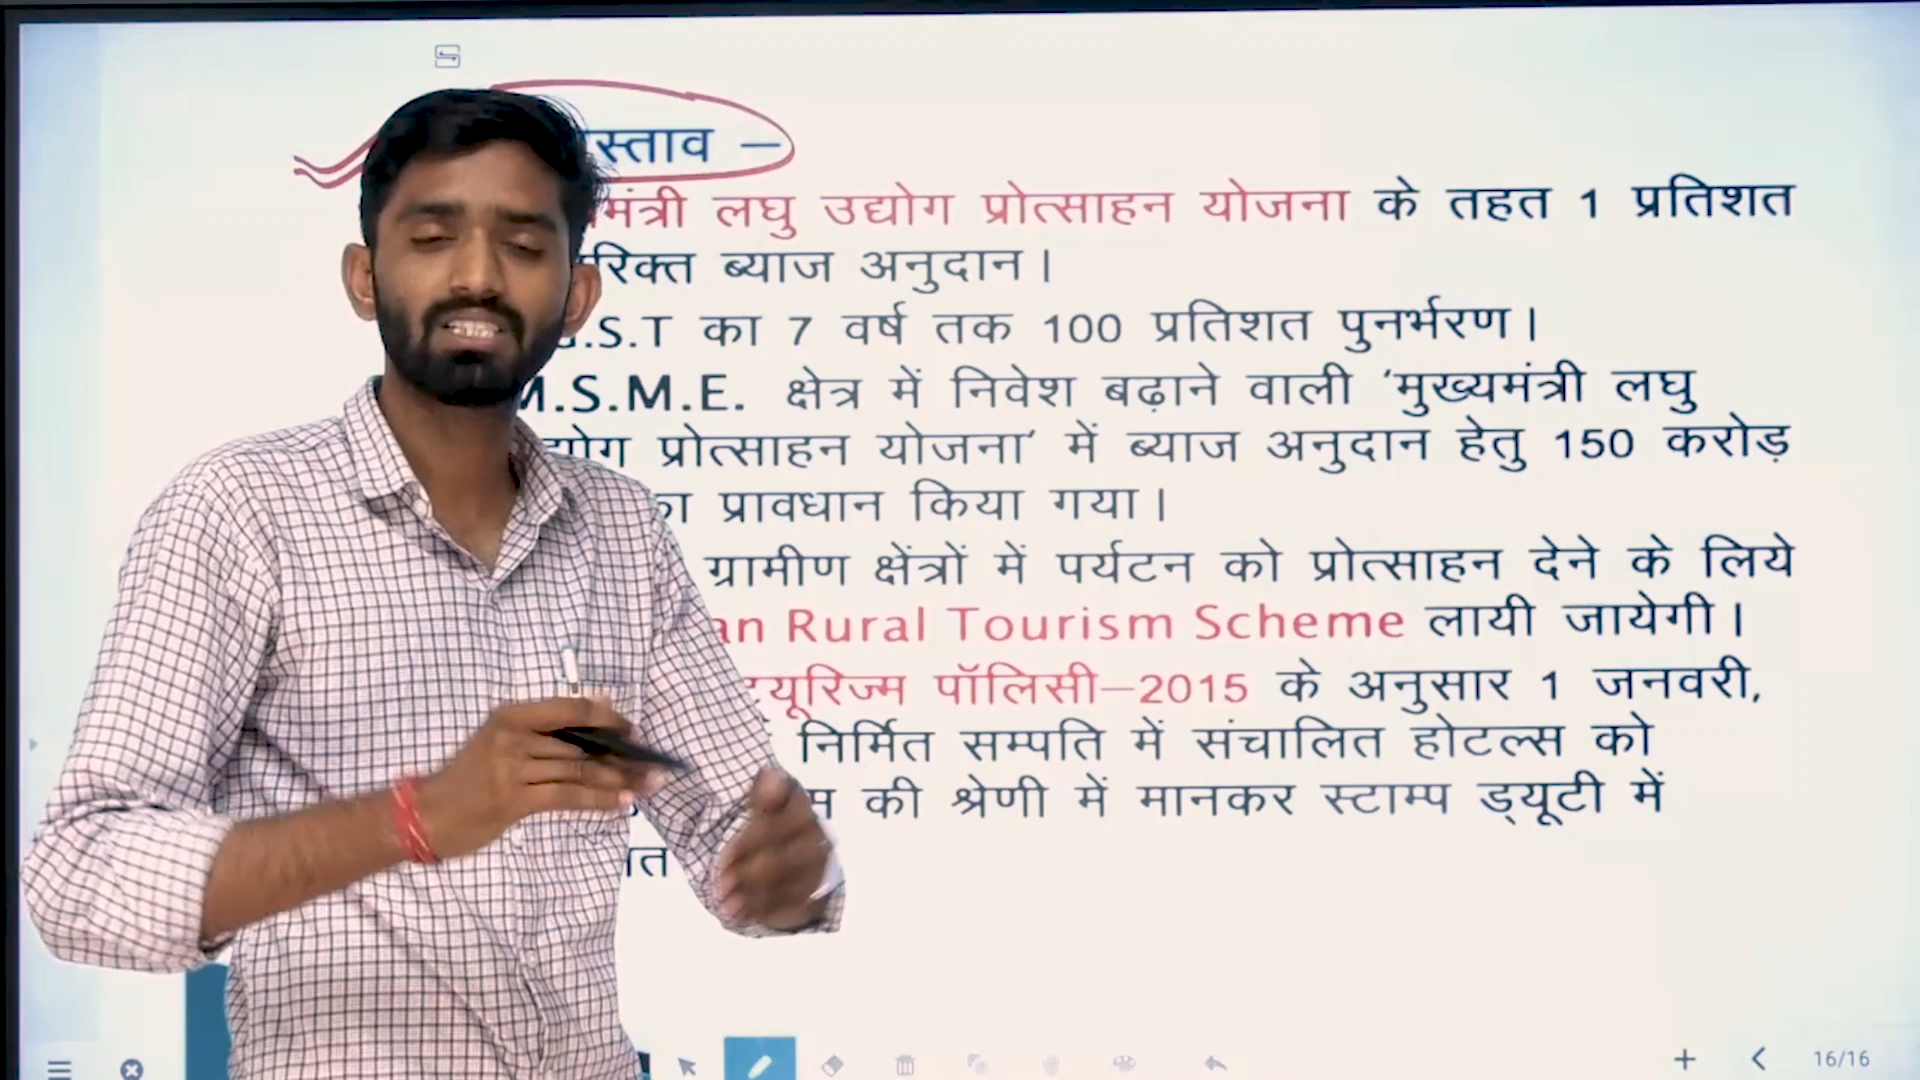 के तहत 1 प्रतिशत लघु उद्योग प्रोत्साहन योजना
ब्याज अनुदान।
का 7 वर्ष तक 100 प्रतिशत पुनर्भरण।
M.S.M.E. क्षेत्र में निवेश बढ़ाने वाली 'मुख्यमंत्री लघु
प्रोत्साहन योजना' में ब्याज अनुदान हेतु 150 करोड़
प्रावधान किया गया।
ग्रामीण क्षेंत्रों में पर्यटन को प्रोत्साहन देने के लिये
Rural Tourism Scheme लायी जायेगी।
पॉलिसी–2015 के अनुसार 1 जनवरी,
निर्मित सम्पति में संचालित होटल्स को
की श्रेणी में मानकर स्टाम्प ड्यूटी में
16/16